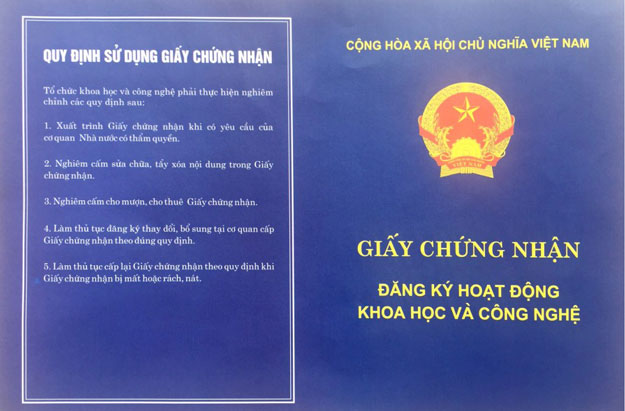 QUY ĐỊNH SỬ DỤNG GIẤY CHỨNG NHẬN
Tổ chức khoa học và công nghệ phải thực hiện nghiêm
chỉnh các quy định sau:
1. Xuất trình Giấy chứng nhận khi có yêu cầu của
cơ quan Nhà nước có thẩm quyền.
2. Nghiêm cấm sửa chữa, tẩy xóa nội dung trong Giấy
chứng nhận.
3. Nghiêm cấm cho mượn, cho thuê Giấy chứng nhận.
4. Làm thủ tục đăng ký thay đổi, bổ sung tại cơ quan cấp
Giấy chứng nhận theo đúng quy định.
5. Làm thủ tục cấp lại Giấy chứng nhận theo quy định khi
Giấy chứng nhận bị mất hoặc rách, nát.
CỘNG HÒA XÃ HỘI CHỦ NGHĨA VIỆT NAM
VIỆT NAM
GIẤY CHỨNG NHẬN
ĐĂNG KÝ HOẠT ĐỘNG
KHOA HỌC VÀ CÔNG NGHỆ